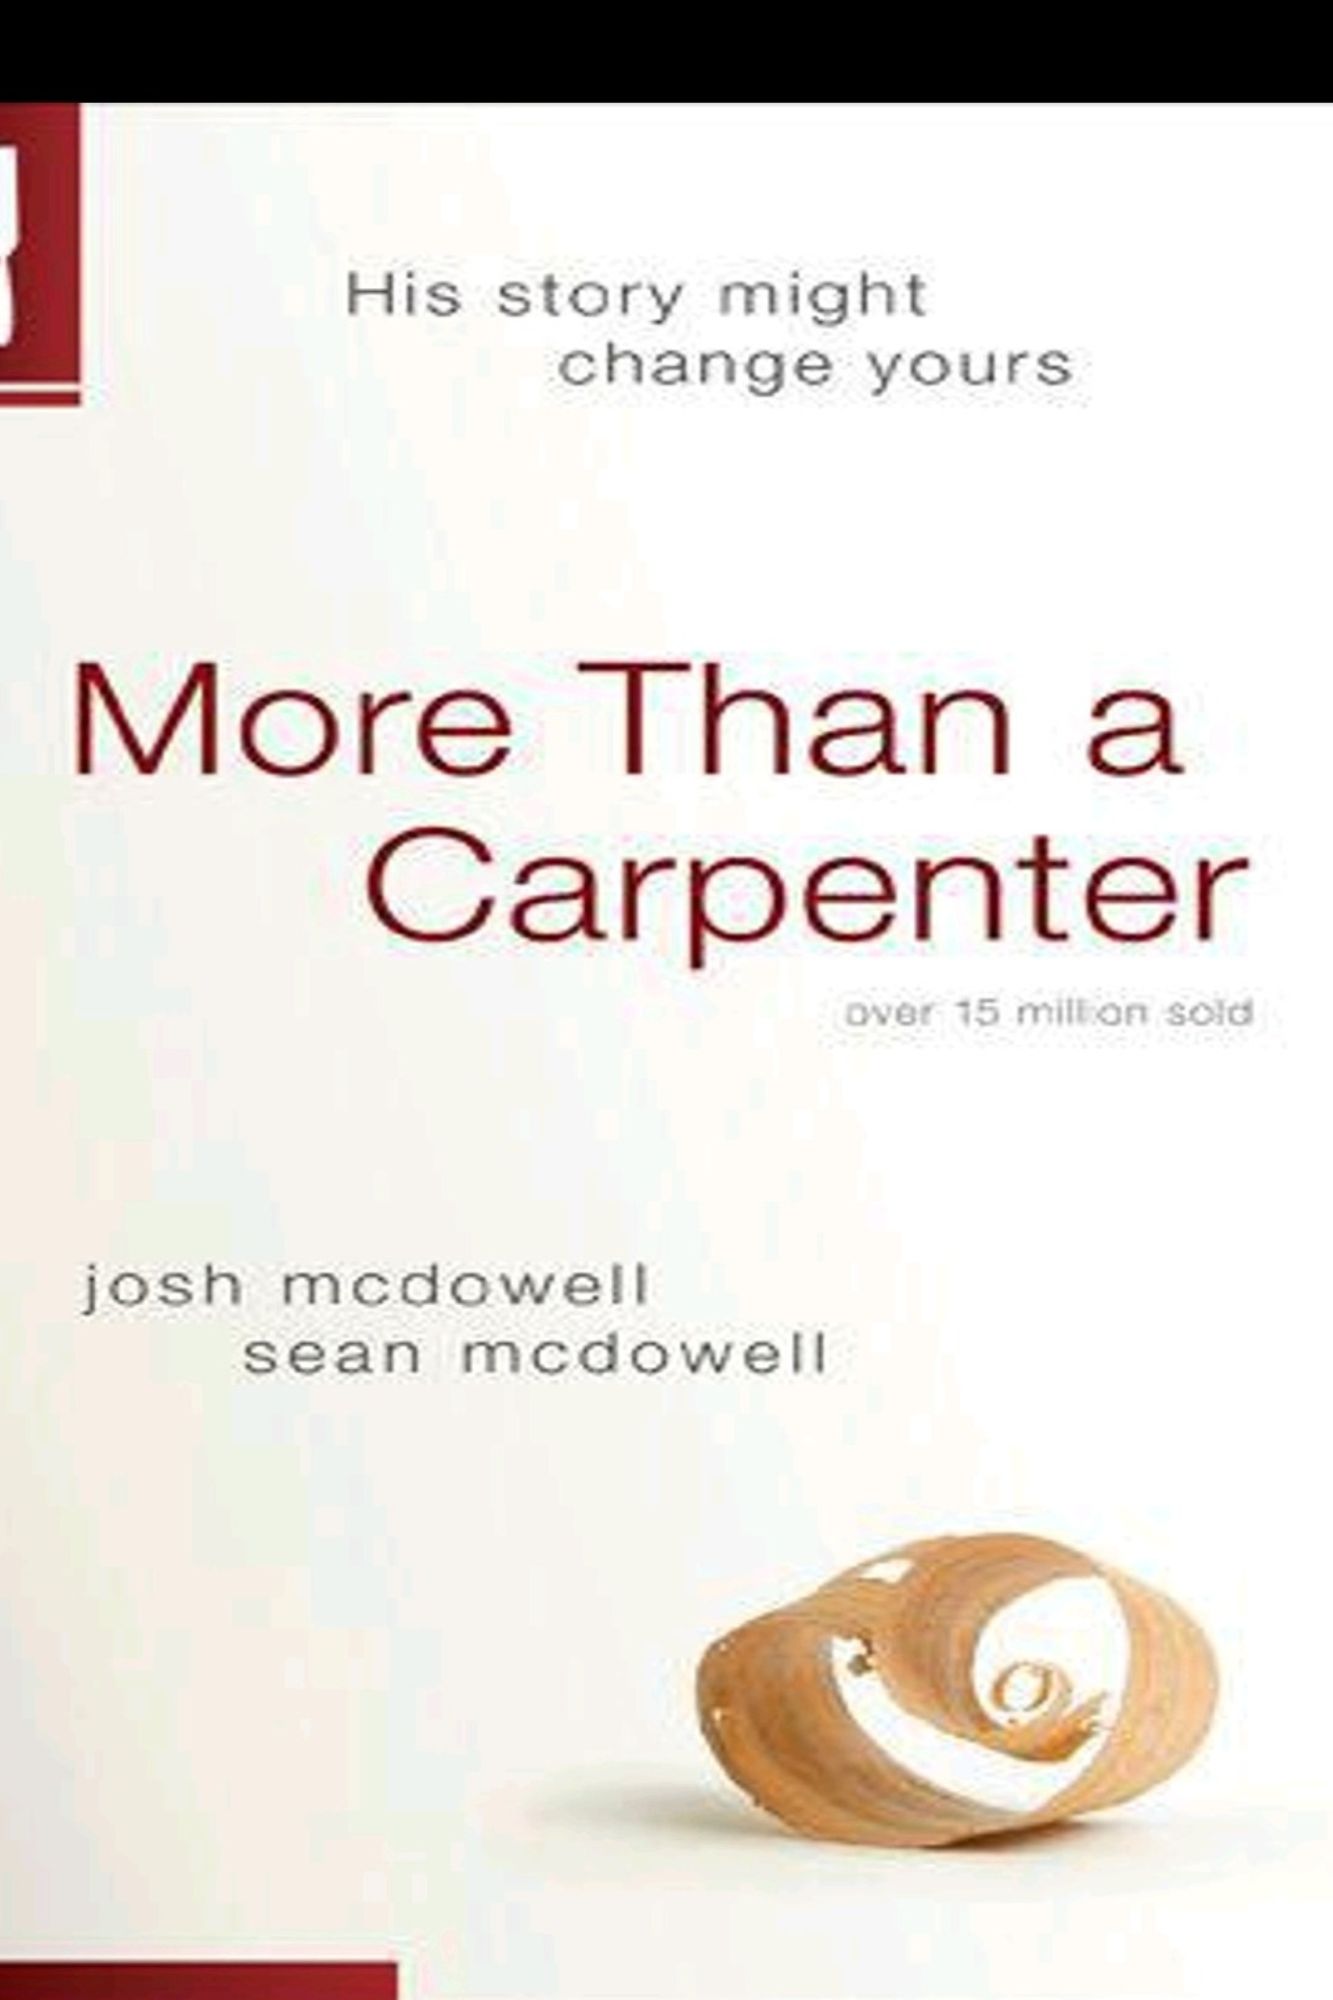 His story might
change yours
More Than a
Carpenter
over 15 million sold
josh mcdowell
sean mcdowell